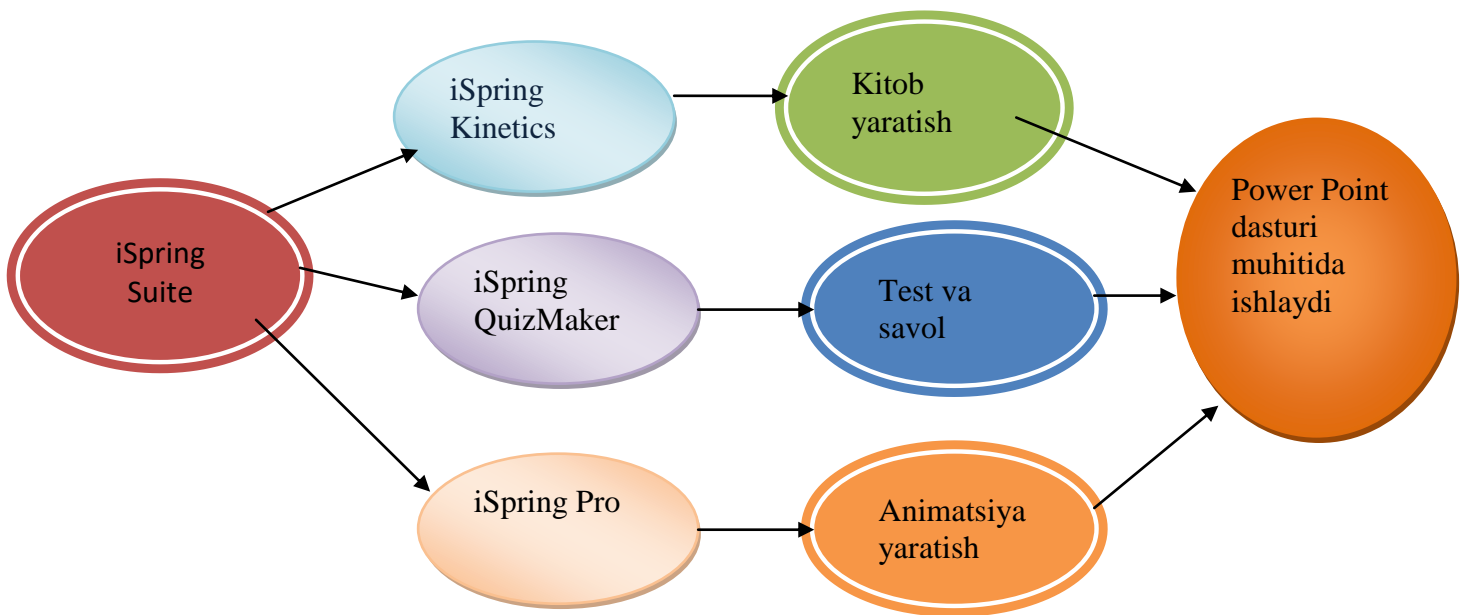 iSpring
Suite
iSpring
Kinetics
iSpring
QuizMaker
iSpring Pro
Kitob
yaratish
Test va
savol
Animatsiya
yaratish
Power Point
dasturi
muhitida
ishlaydi